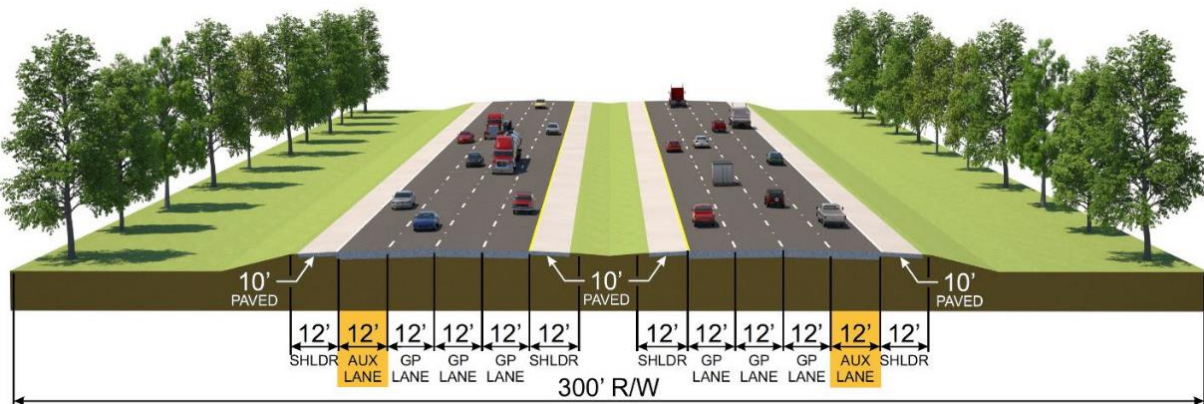 10'
PAVED
10'
PAVED
10'
PAVED
12' 12' 12' 12' 12' 12' 12' 12' 12' 12' 12' 12'
SHLDR AUX LANE GP LANE GP LANE GP LANE SHLDR SHLDR GP LANE GP LANE GP LANE AUX LANE SHLDR
300' R/W